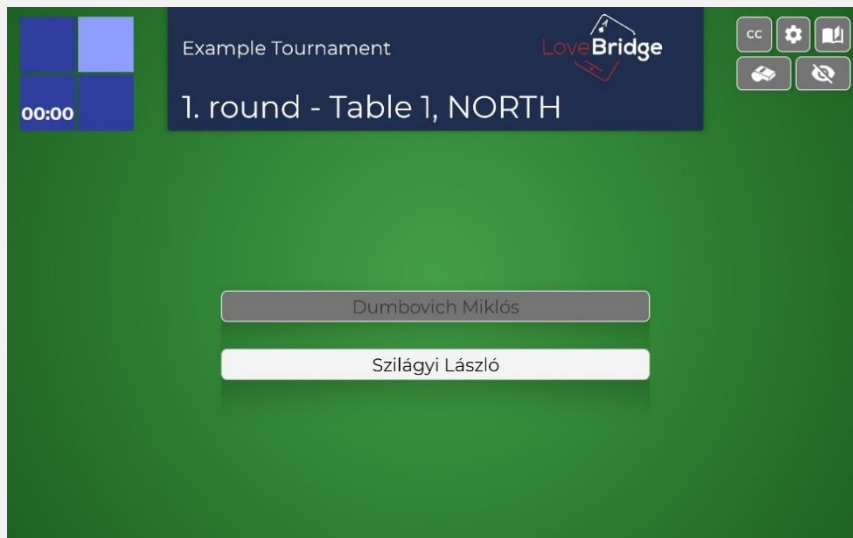 Example Tournament
LoveBridge
CC
00:00
1. round - Table 1, NORTH
Dumbovich Miklós
Szilágyi László